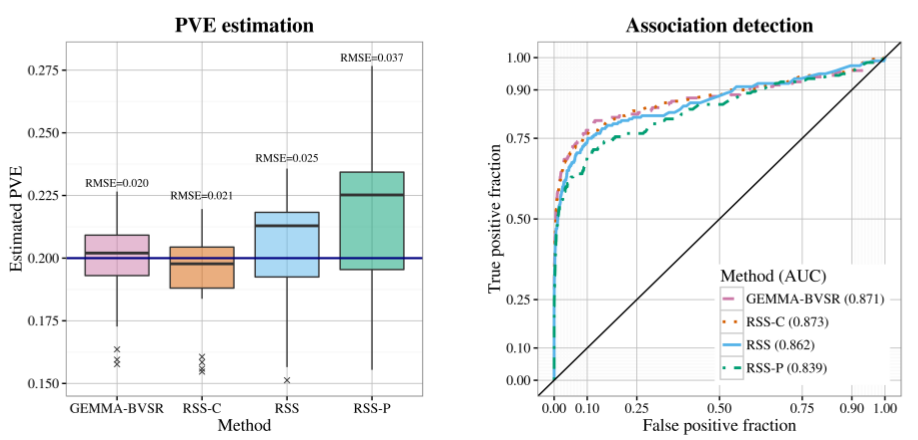 PVE estimation
Estimated PVE
0.275
0.250
0.225
0.200
0.175
0.150
RMSE=0.020
RMSE=0.021
RMSE=0.025
RMSE=0.037
GEMMA-BVSR RSS-C RSS RSS-P
Method
Association detection
True positive fraction
1.00
0.90
0.75
0.50
0.25
0.10
0.00
Method (AUC)
GEMMA-BVSR (0.871)
RSS-C (0.873)
RSS (0.862)
RSS-P (0.839)
0.00 0.10 0.25 0.50 0.75 0.90 1.00
False positive fraction